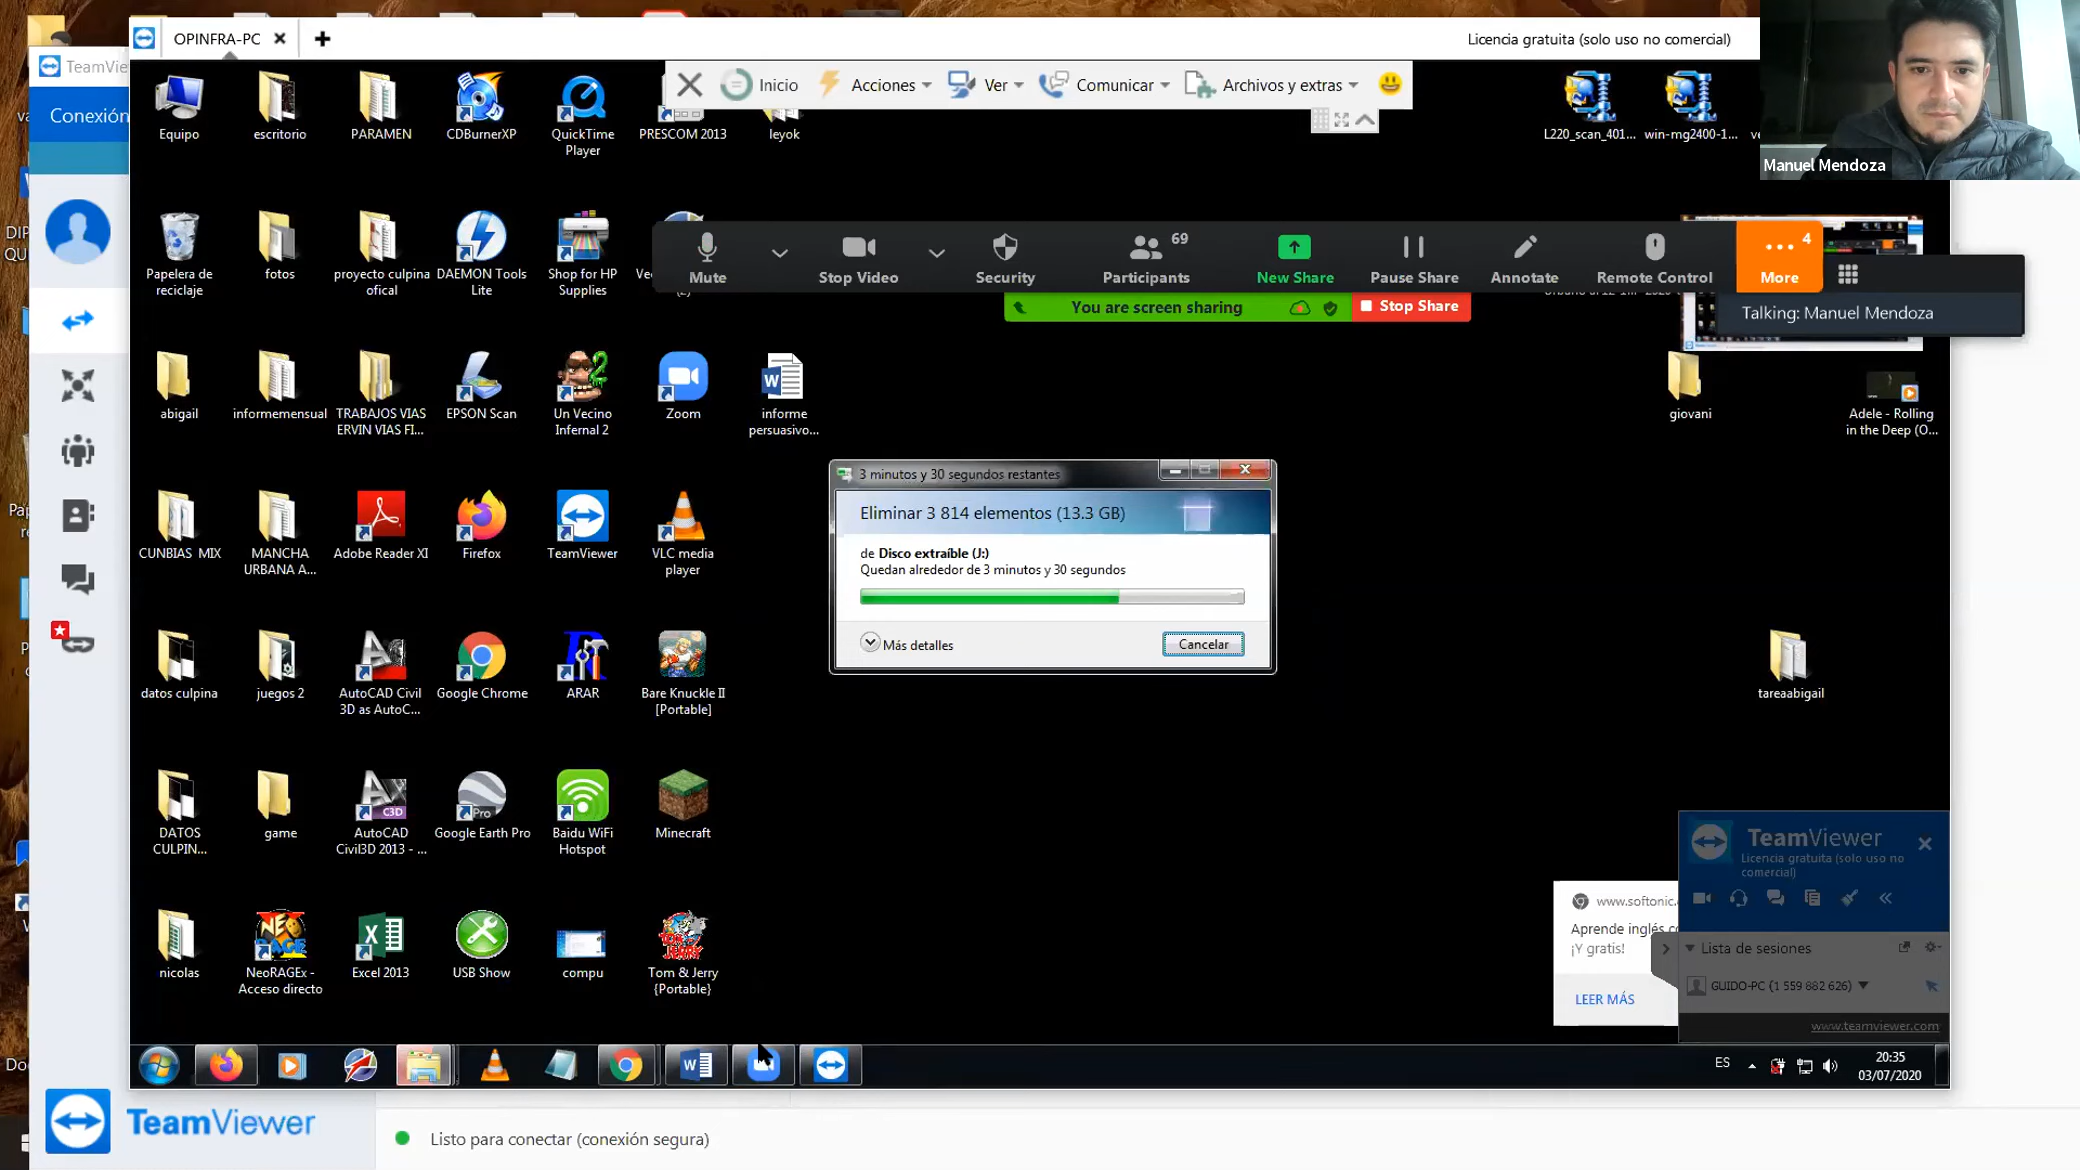 OPINFRA-PC
Licencia gratuita (solo uso no comercial)
Manuel Mendoza
Conexión
Inicio
Acciones
Ver
Comunicar
Archivos y extras
Equipo
escritorio
PARAMEN
CDBurnerXP
QuickTime
Player
PRESCOM 2013
leyok
L220_scan_401...
win-mg2400-1...
Papelera de
reciclaje
fotos
proyecto culpina
ofical
DAEMON Tools
Lite
Shop for HP
Supplies
Mute
Stop Video
Security
69
Participants
New Share
Pause Share
Annotate
Remote Control
4
More
You are screen sharing
Stop Share
Talking: Manuel Mendoza
abigail
informemensual
TRABAJOS VIAS
ERVIN VIAS FI...
EPSON Scan
Un Vecino
Infernal 2
Zoom
informe
persuasivo...
giovani
Adele - Rolling
in the Deep (O...
3 minutos y 30 segundos restantes
Eliminar 3 814 elementos (13.3 GB)
de Disco extraíble (J:)
Quedan alrededor de 3 minutos y 30 segundos
Más detalles
Cancelar
CUNBIAS MIX
MANCHA
URBANA A...
Adobe Reader XI
Firefox
TeamViewer
VLC media
player
datos culpina
juegos 2
AutoCAD Civil
3D as AutoC...
Google Chrome
ARAR
Bare Knuckle II
[Portable]
tareaabigail
DATOS
CULPIN...
game
AutoCAD
Civil3D 2013 - ...
Google Earth Pro
Baidu WiFi
Hotspot
Minecraft
nicolas
NeoRAGEx -
Acceso directo
Excel 2013
USB Show
compu
Tom & Jerry
{Portable}
www.softonic.
Aprende inglés
¡Y gratis!
LEER MÁS
TeamViewer
Licencia gratuita (solo uso no
comercial)
Lista de sesiones
GUIDO-PC (1 559 882 626)
www.teamviewer.com
ES
20:35
03/07/2020
TeamViewer
Listo para conectar (conexión segura)